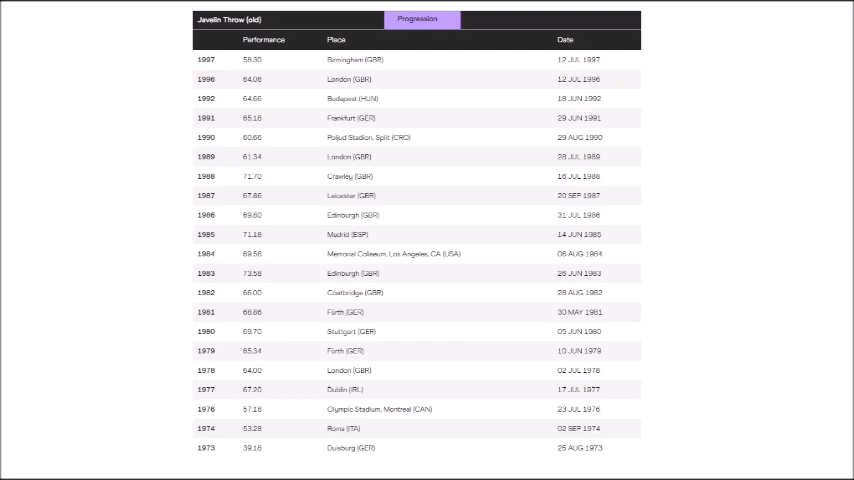 Javelin Throw (old) Progression
Performance Place Date
1997 58.30 Birmingham (GBR) 12 JUL 1997
1996 64.06 London (GBR) 12 JUL 1996
1992 64.66 Budapest (HUN) 18 JUN 1992
1991 65.18 Frankfurt (GER) 29 JUN 1991
1990 60.66 Poljud Stadion, Split (CRO) 29 AUG 1990
1989 61.34 London (GBR) 28 JUL 1989
1988 71.70 Crawley (GBR) 16 JUL 1988
1987 67.86 Leicester (GBR) 20 SEP 1987
1986 69.80 Edinburgh (GBR) 31 JUL 1986
1985 71.18 Madrid (ESP) 14 JUN 1985
1984 69.56 Memorial Coliseum, Los Angeles, CA (USA) 06 AUG 1984
1983 73.58 Edinburgh (GBR) 26 JUN 1983
1982 66.00 Coatbridge (GBR) 28 AUG 1982
1981 68.86 Fürth (GER) 30 MAY 1981
1980 69.70 Stuttgart (GER) 05 JUN 1980
1979 65.34 Fürth (GER) 10 JUN 1979
1978 64.00 London (GBR) 02 JUL 1978
1977 67.20 Dublin (IRL) 17 JUL 1977
1976 57.18 Olympic Stadium, Montreal (CAN) 23 JUL 1976
1974 53.28 Roma (ITA) 02 SEP 1974
1973 39.18 Duisburg (GER) 25 AUG 1973